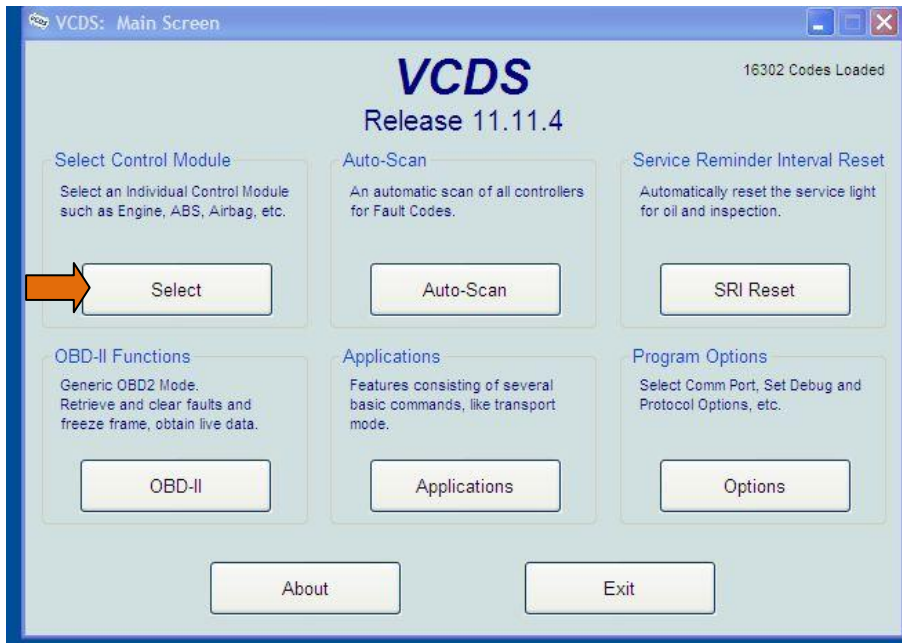 VCDS: Main Screen
VCDS
Release 11.11.4
16302 Codes Loaded
Select Control Module
Select an Individual Control Module
such as Engine, ABS, Airbag, etc.
Select
Auto-Scan
An automatic scan of all controllers
for Fault Codes.
Auto-Scan
Service Reminder Interval Reset
Automatically reset the service light
for oil and inspection.
SRI Reset
OBD-II Functions
Generic OBD2 Mode.
Retrieve and clear faults and
freeze frame, obtain live data.
OBD-II
Applications
Features consisting of several
basic commands, like transport
mode.
Applications
Program Options
Select Comm Port, Set Debug and
Protocol Options, etc.
Options
About
Exit